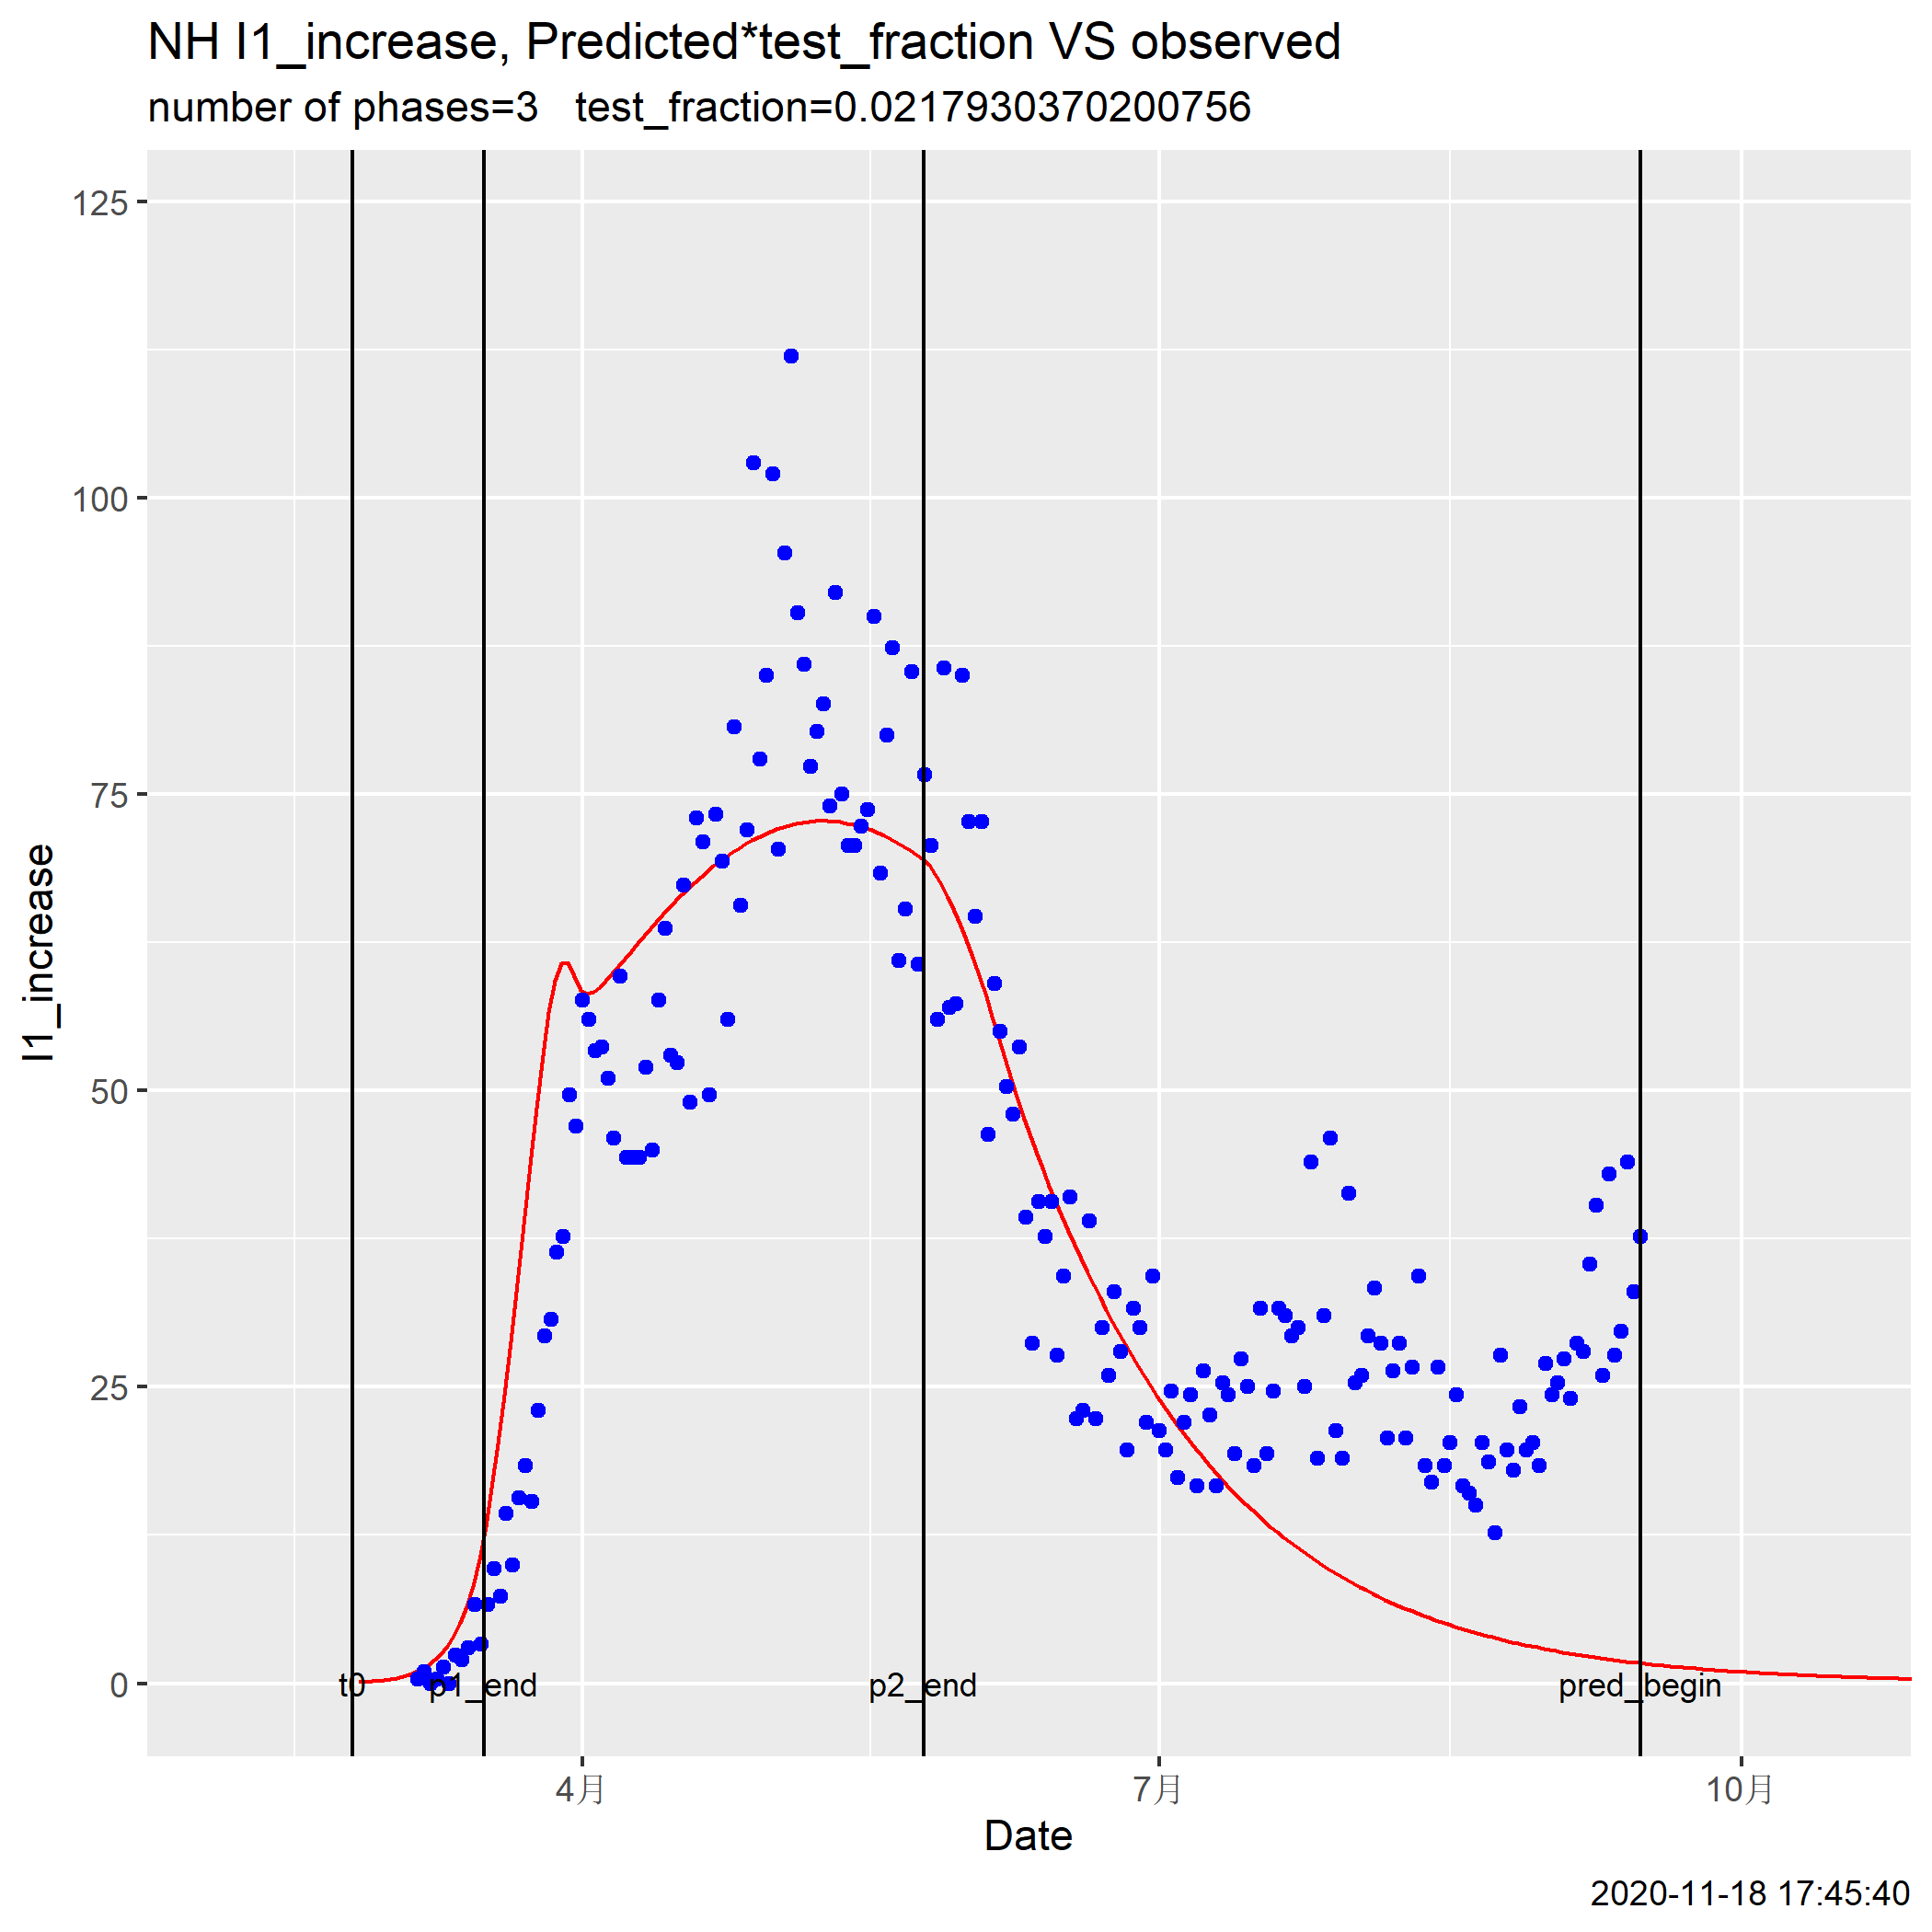 NH I1_increase, Predicted*test_fraction VS observed
number of phases=3   test_fraction=0.0217930370200756
125
100
75
50
25
0
I1_increase
t0
p1_end
p2_end
pred_begin
4月
7月
10月
Date
2020-11-18 17:45:40